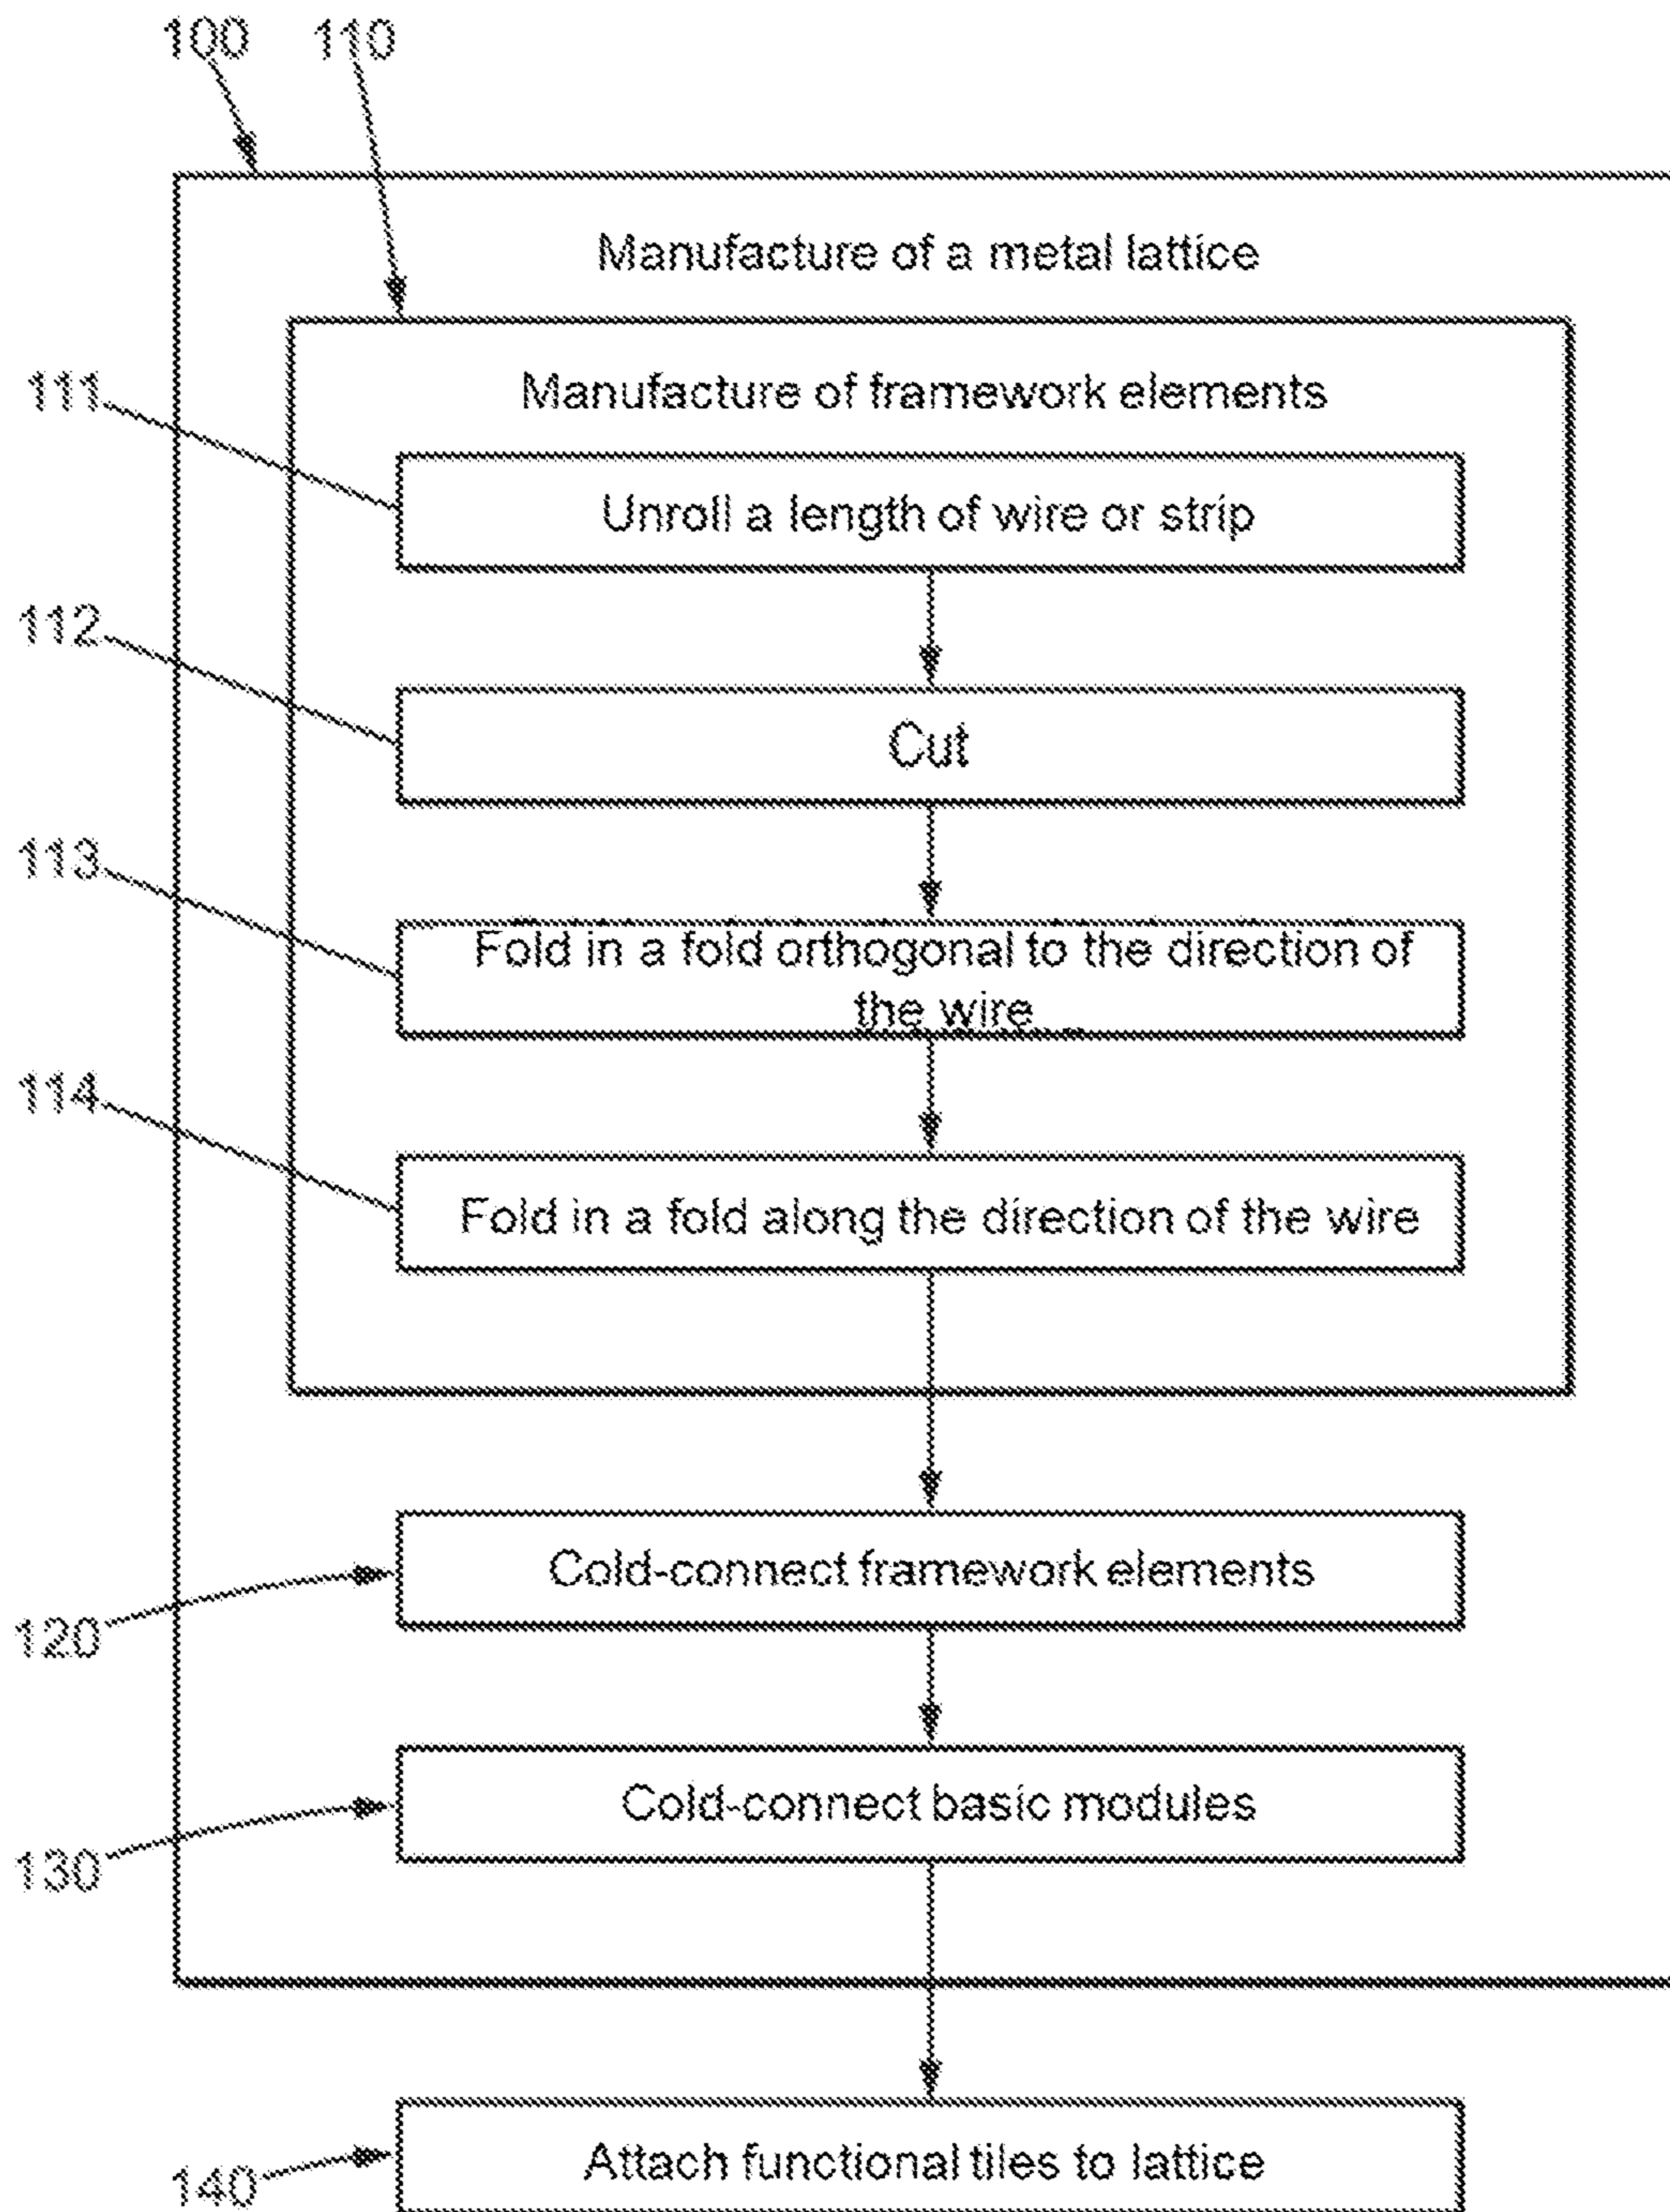 100 110
Manufacture of a metal lattice
Manufacture of framework elements
111
Unroll a length of wire or strip
112
Cut
113
Fold in a fold orthogonal to the direction of
the wire
114
Fold in a fold along the direction of the wire
Cold-connect framework elements
120
Cold-connect basic modules
130
Attach functional tiles to lattice
140